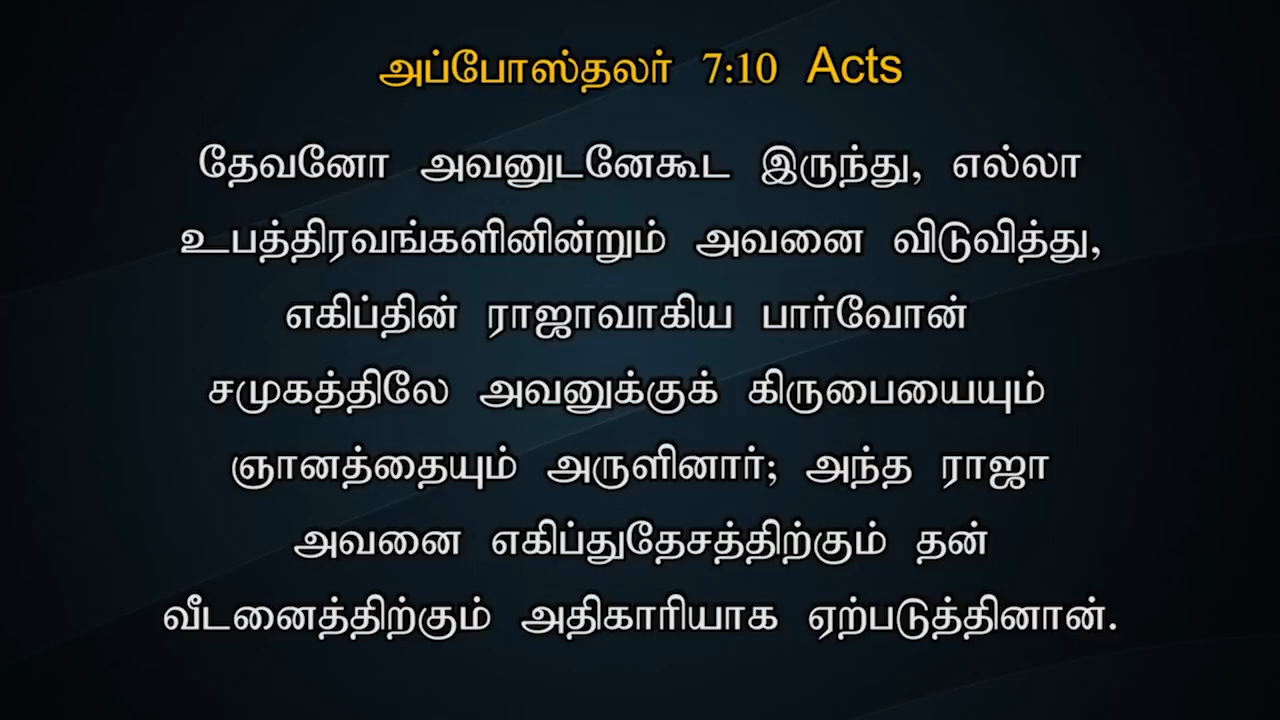 அப்போஸ்தலர் 7:10 Acts
தேவனோ அவனுடனேகூட இருந்து, எல்லா
உபத்திரவங்களினின்றும் அவனை விடுவித்து,
எகிப்தின் ராஜாவாகிய பார்வோன்
சமுகத்திலே அவனுக்குக் கிருபையையும்
ஞானத்தையும் அருளினார்; அந்த ராஜா
அவனை எகிப்துதேசத்திற்கும் தன்
வீடனைத்திற்கும் அதிகாரியாக ஏற்படுத்தினான்.